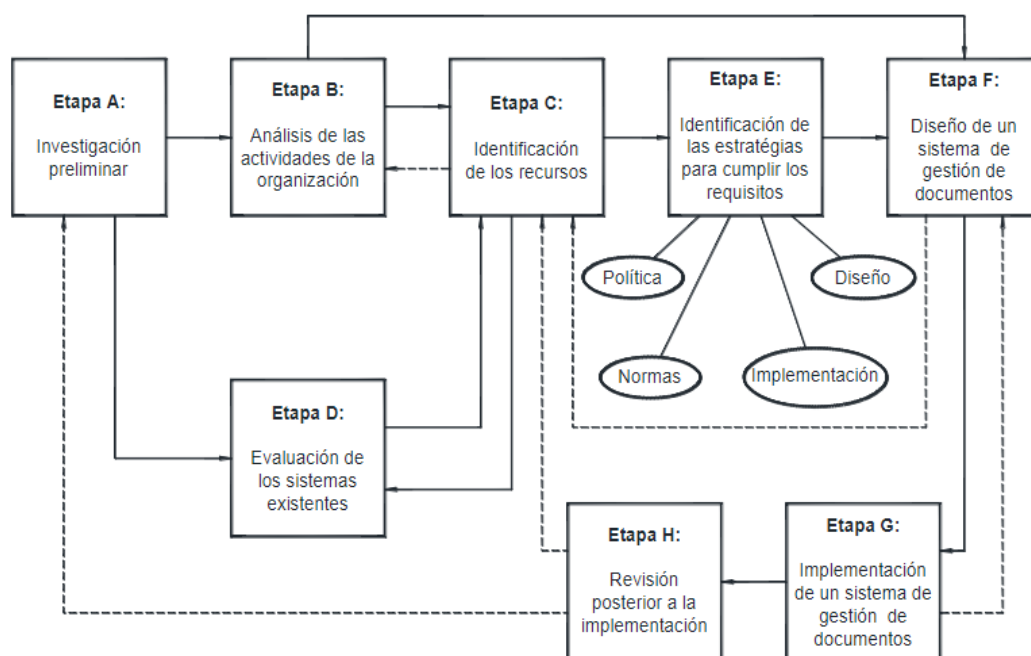 Etapa A:
Investigación
preliminar
Etapa B:
Análisis de las
actividades de la
organización
Etapa C:
Identificación
de los recursos
Etapa E:
Identificación de
las estratégias
para cumplir los
requisitos
Etapa F:
Diseño de un
sistema de
gestión de
documentos
Política
Diseño
Normas
Implementación
Etapa D:
Evaluación de
los sistemas
existentes
Etapa H:
Revisión
posterior a la
implementación
Etapa G:
Implementación
de un sistema de
gestión de
documentos